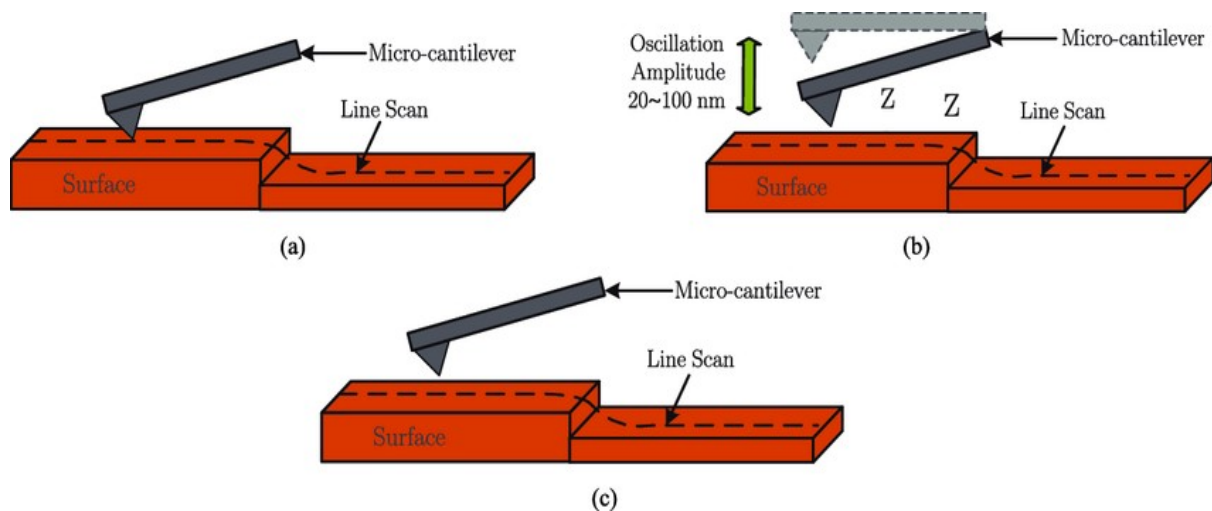 Micro-cantilever
Line Scan
Surface
(a)
Oscillation
Amplitude
20~100 nm
Micro-cantilever
Z Z
Line Scan
Surface
(b)
Micro-cantilever
Line Scan
Surface
(c)